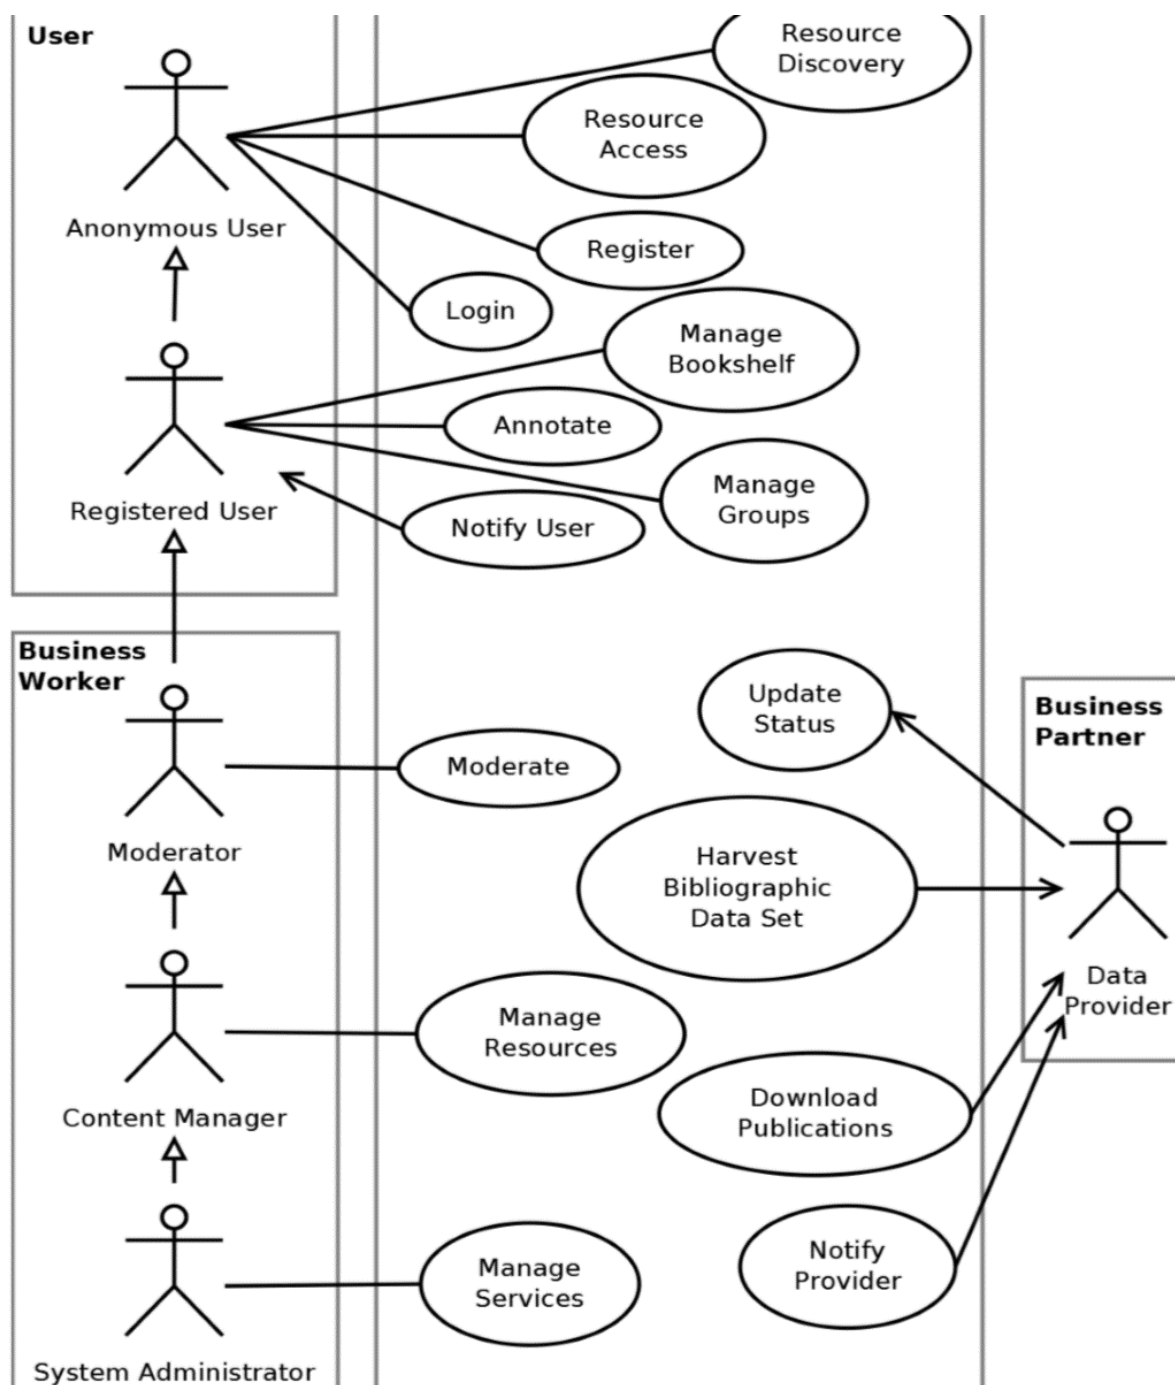 User
Resource
Discovery
Resource
Access
Anonymous User
Register
Login
Manage
Bookshelf
Annotate
Manage
Groups
Registered User
Notify User
Business
Worker
Update
Status
Business
Partner
Moderate
Moderator
Harvest
Bibliographic
Data Set
Data
Provider
Manage
Resources
Content Manager
Download
Publications
Notify
Provider
Manage
Services
System Administrator